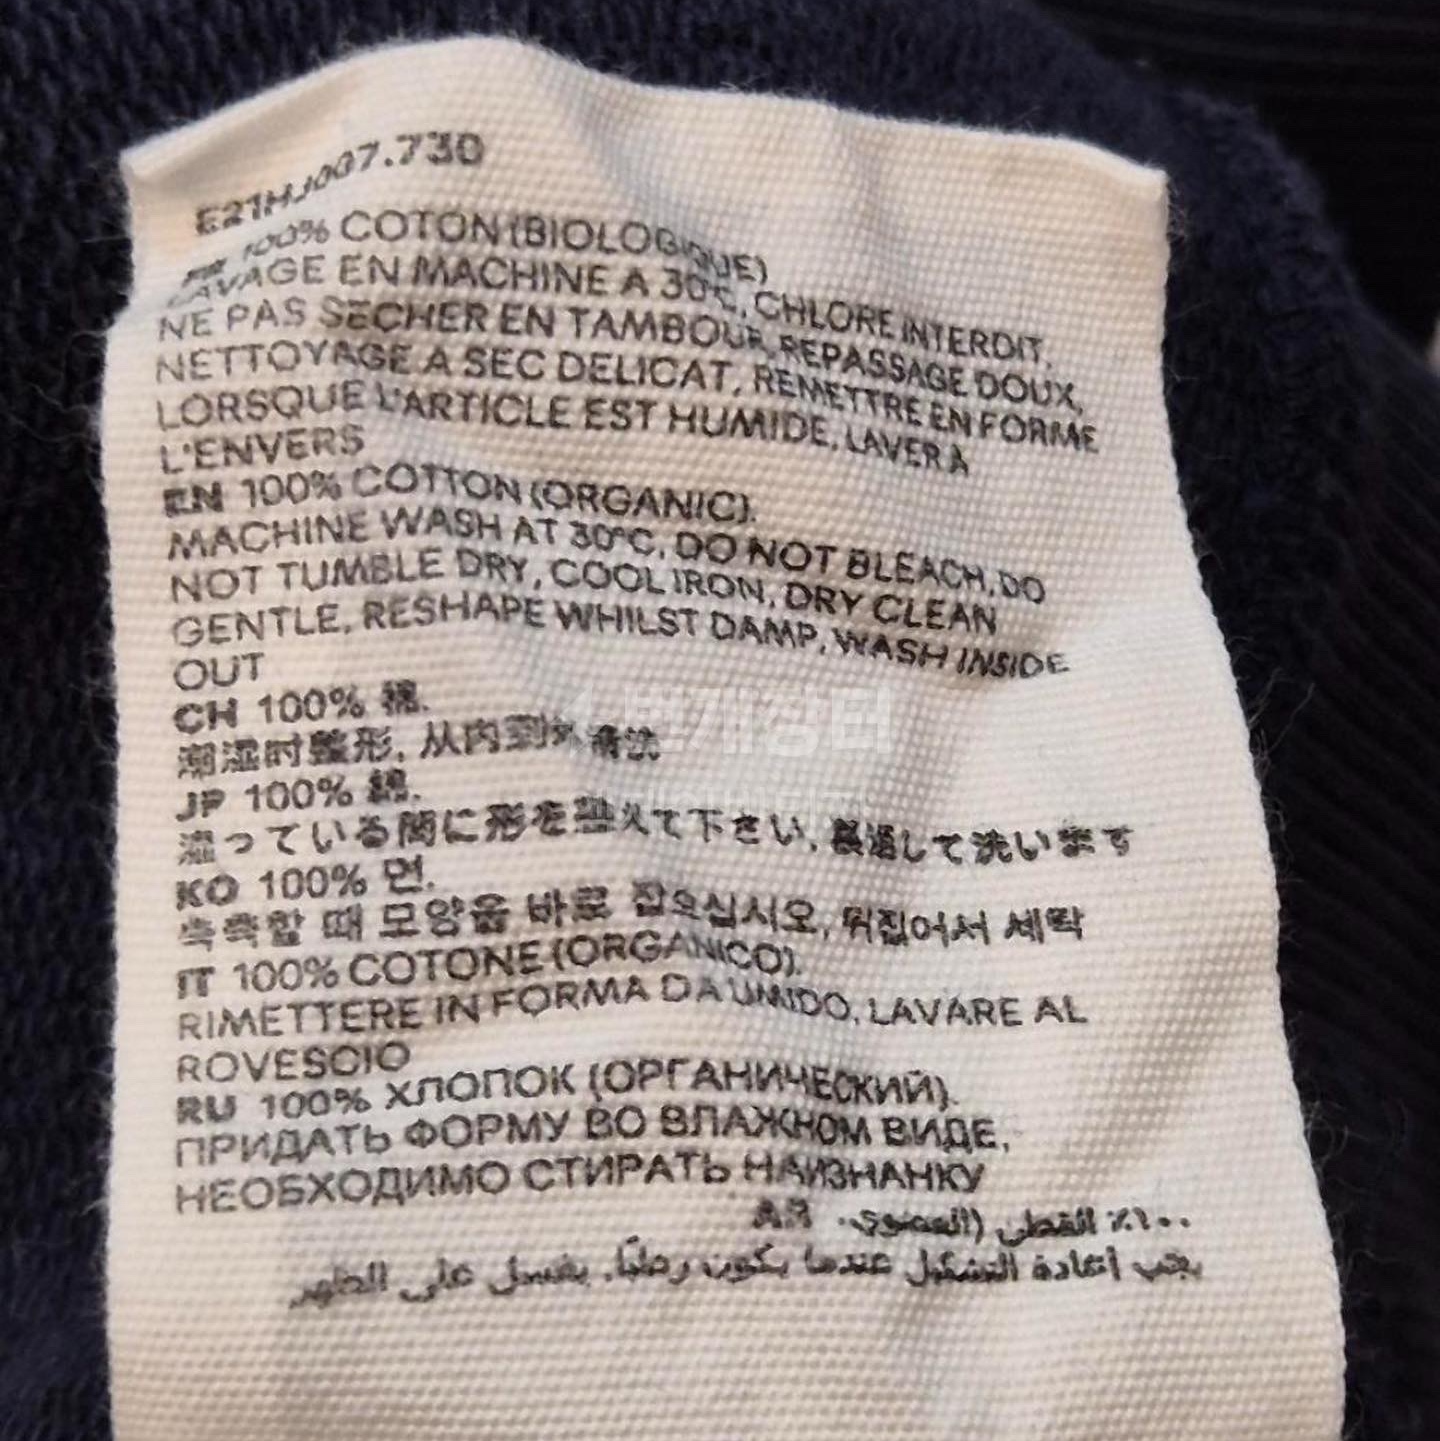 E21HJ007.730
FR 100% COTON (BIOLOGIQUE)
LAVAGE EN MACHINE A 30°C, CHLORE INTERDIT,
NE PAS SECHER EN TAMBOUR, REPASSAGE DOUX,
NETTOYAGE A SEC DELICAT, REMETTRE EN FORME
LORSQUE L'ARTICLE EST HUMIDE, LAVER A
L'ENVERS
EN 100% COTTON (ORGANIC).
MACHINE WASH AT 30°C, DO NOT BLEACH, DO
NOT TUMBLE DRY, COOL IRON, DRY CLEAN
GENTLE, RESHAPE WHILST DAMP, WASH INSIDE
OUT
CH 100% 棉.
潮湿时整形, 从内到外清洗
JP 100% 綿.
湿っている間に形を整えて下さい, 裏返して洗います
KO 100% 면.
축축할 때 모양을 바로 잡으십시오, 뒤집어서 세탁
IT 100% COTONE (ORGANICO).
RIMETTERE IN FORMA DA UMIDO, LAVARE AL
ROVESCIO
RU 100% ХЛОПОК (ОРГАНИЧЕСКИЙ).
ПРИДАТЬ ФОРМУ ВО ВЛАЖНОМ ВИДЕ,
НЕОБХОДИМО СТИРАТЬ НАИЗНАНКУ
١٠٠٪ القطن (العضوي. AR
يجب إعادة التشكيل عندما يكون رطبًا, يغسل على الظهر
번개장터